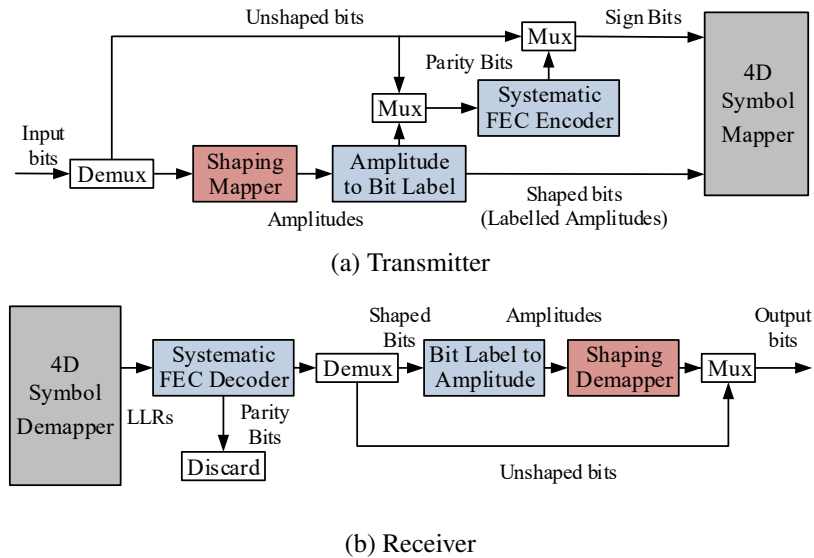 Unshaped bits
Sign Bits
Mux
Parity Bits
4D
Symbol
Mapper
Mux
Systematic
FEC Encoder
Input
bits
Demux
Shaping
Mapper
Amplitude
to Bit Label
Amplitudes
Shaped bits
(Labelled Amplitudes)
(a) Transmitter
Shaped
Bits
Amplitudes
Output
bits
4D
Symbol
Demapper
Systematic
FEC Decoder
Demux
Bit Label to
Amplitude
Shaping
Demapper
Mux
LLRs
Parity
Bits
Discard
Unshaped bits
(b) Receiver